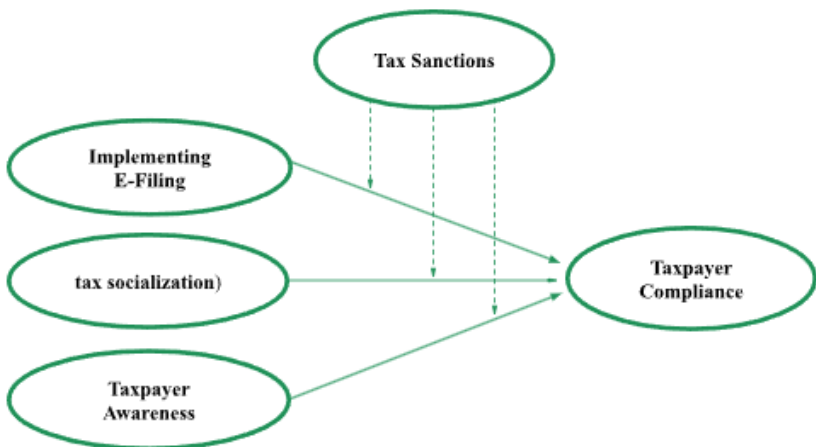 Tax Sanctions
Implementing
E-Filing
tax socialization)
Taxpayer
Compliance
Taxpayer
Awareness